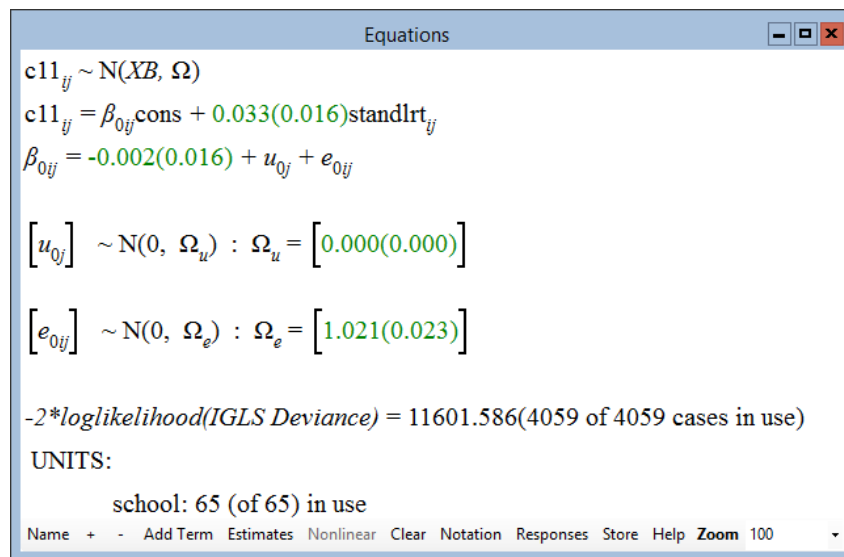 Equations
c11ᵢⱼ ~ N(XB, Ω)
c11ᵢⱼ = β₀ᵢⱼcons + 0.033(0.016)standlrtᵢⱼ
β₀ᵢⱼ = -0.002(0.016) + u₀ⱼ + e₀ᵢⱼ
[u₀ⱼ] ~ N(0, Ωᵤ) : Ωᵤ = [0.000(0.000)]
[e₀ᵢⱼ] ~ N(0, Ωₑ) : Ωₑ = [1.021(0.023)]
-2*loglikelihood(IGLS Deviance) = 11601.586(4059 of 4059 cases in use)
UNITS:
school: 65 (of 65) in use
Name + - Add Term Estimates Nonlinear Clear Notation Responses Store Help Zoom 100